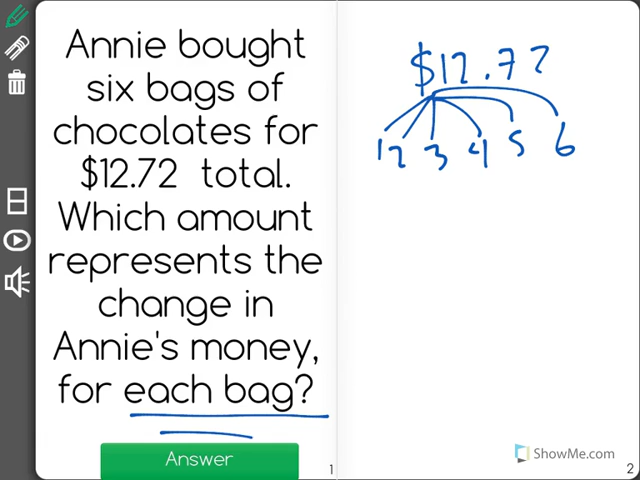 Annie bought
six bags of
chocolates for
$12.72 total.
Which amount
represents the
change in
Annie's money,
for each bag?
Answer
1
$12.72
1 2 3 4 5 6
ShowMe.com
2